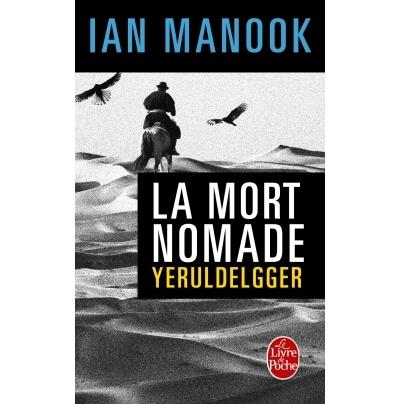 IAN MANOOK
LA MORT
NOMADE
YERULDELGGER
Le
Livre
de
Poche